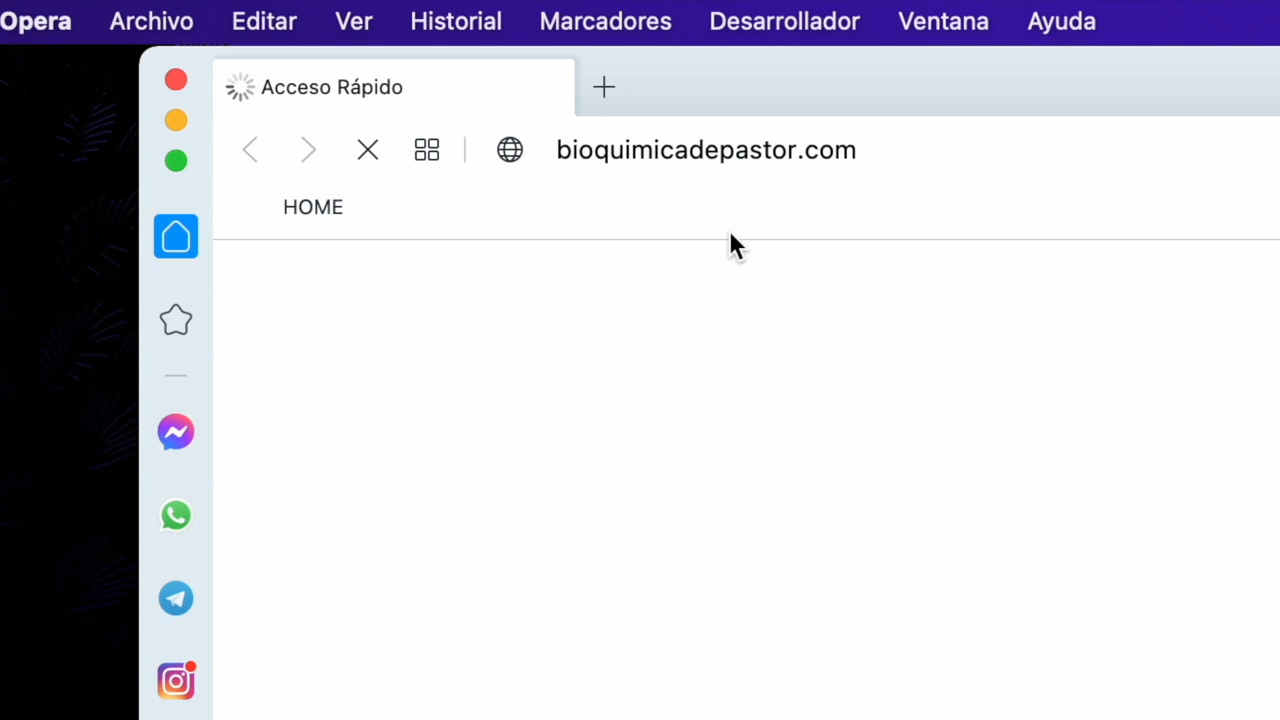 Opera Archivo Editar Ver Historial Marcadores Desarrollador Ventana Ayuda
Acceso Rápido
bioquimicadepastor.com
HOME